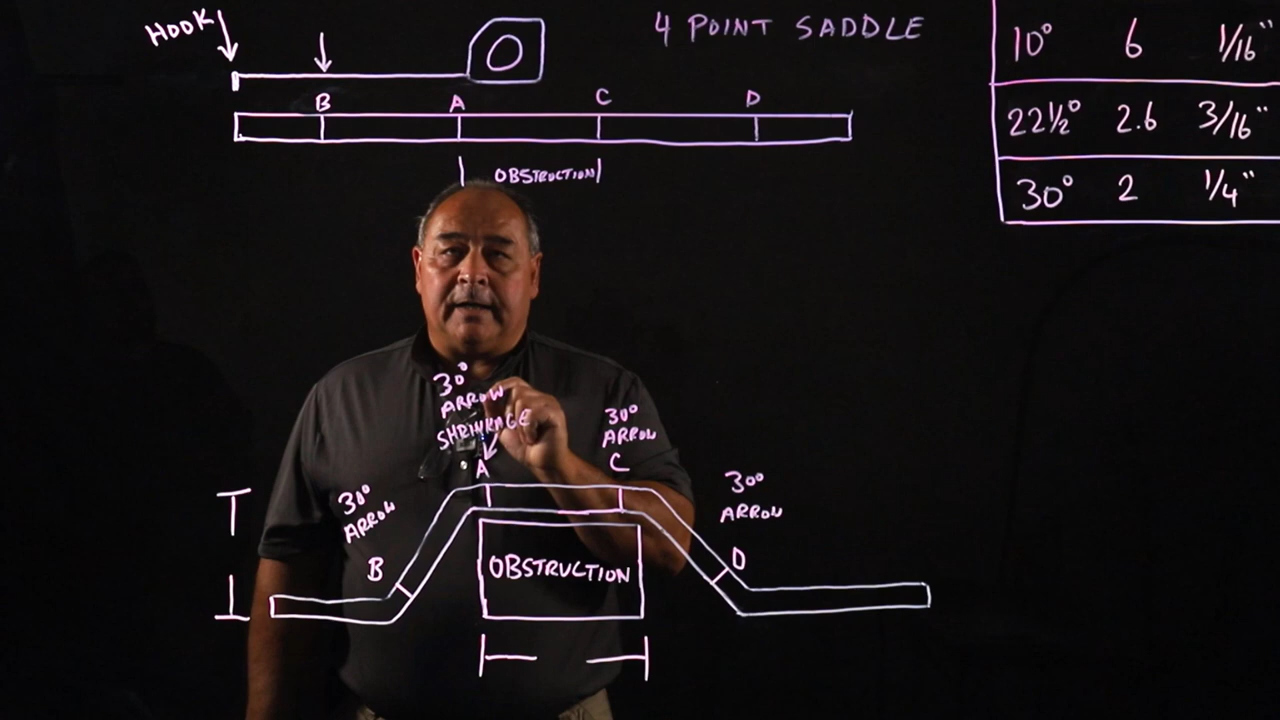 HOOK
4 POINT SADDLE
B A C D
OBSTRUCTION
10° 6 1/16"
22½° 2.6 3/16"
30° 2 1/4"
30°
ARROW
SHRINKAGE
A
30°
ARROW
C
30°
ARROW
B
30°
ARROW
D
OBSTRUCTION